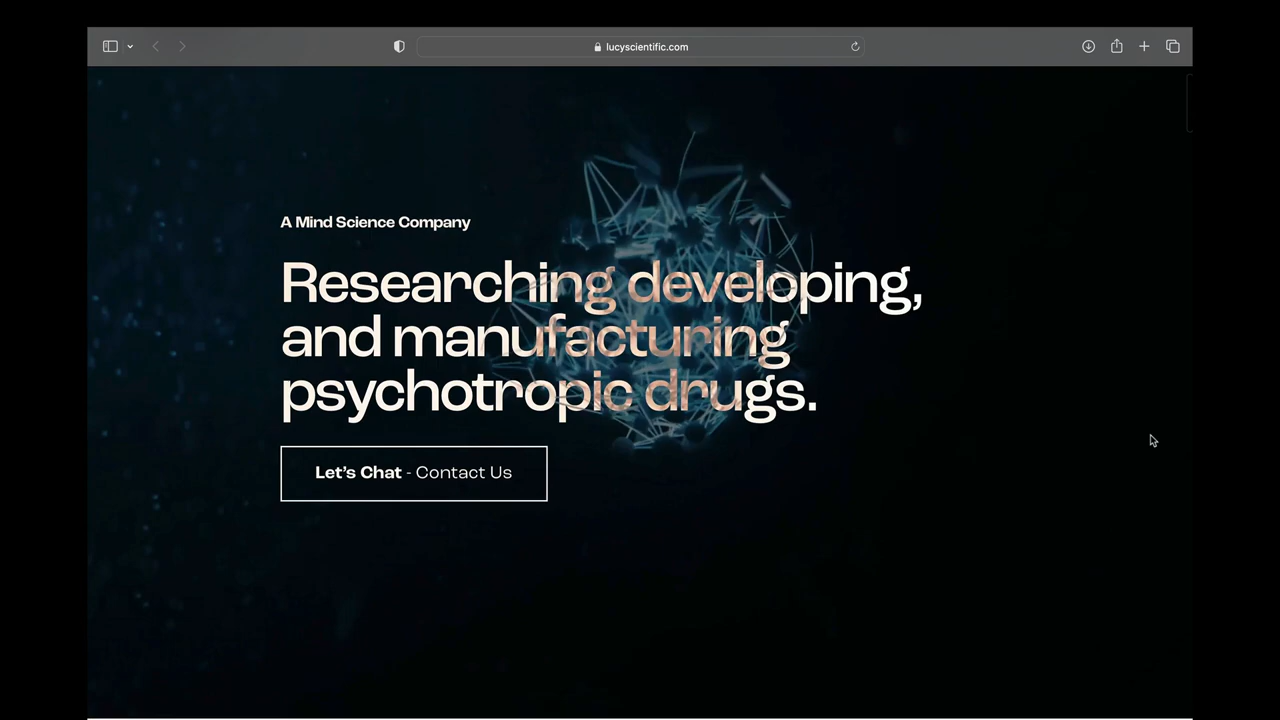 lucyscientific.com
A Mind Science Company
Researching developing,
and manufacturing
psychotropic drugs.
Let’s Chat - Contact Us